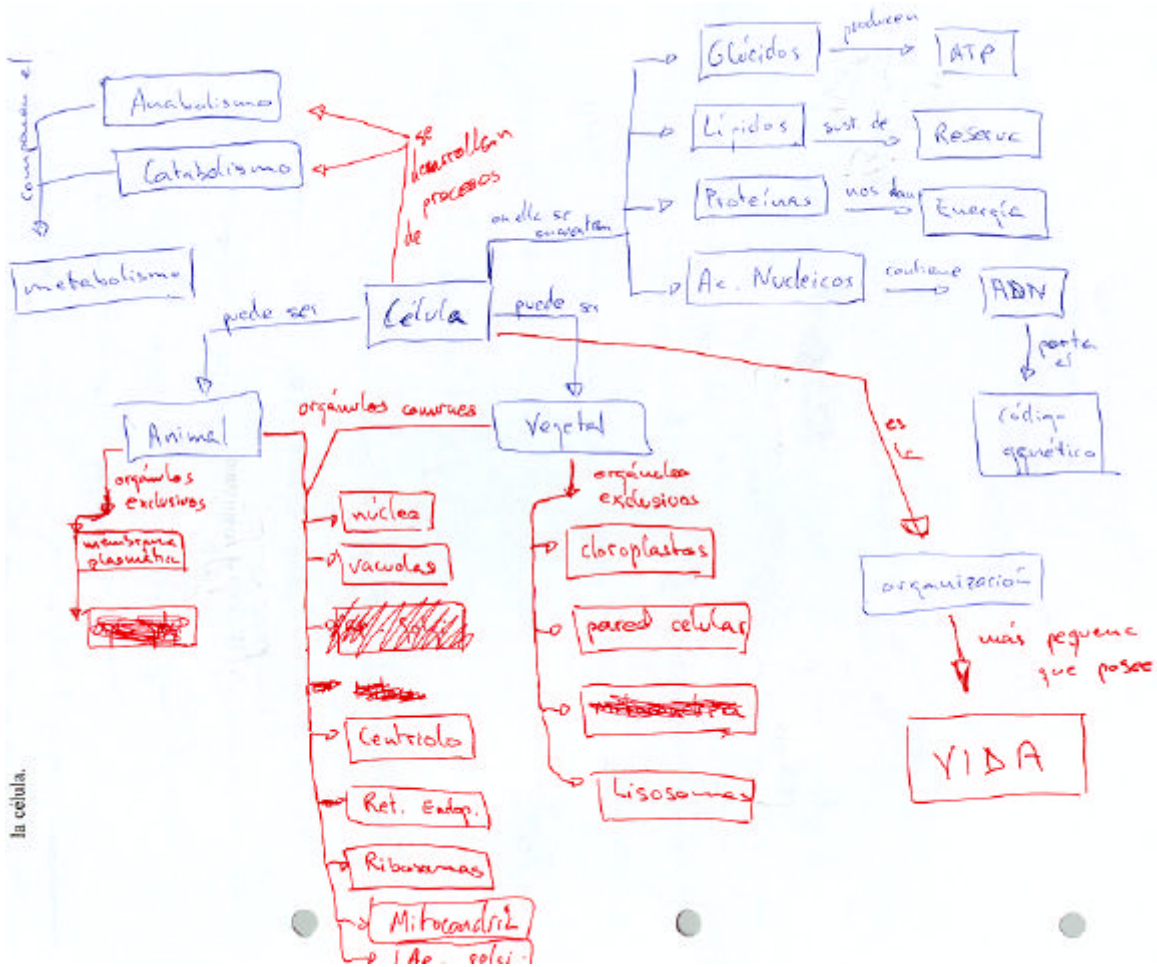 componen el
Anabolismo
Catabolismo
metabolismo
se
desarrollan
procesos
de
en ella se
encuentran
Glúcidos
producen
ATP
Lípidos
sust. de
Reserva
Proteínas
nos dan
Energía
Ac. Nucleicos
contiene
ADN
porta
el
código
genético
puede ser
Célula
puede ser
Animal
orgánulos comunes
Vegetal
es
la
orgánulos
exclusivos
membrana
plasmática
núcleo
vacuolas
Centriolo
Ret. Endop.
Ribosomas
Mitocondria
Ap. golgi
orgánulos
exclusivos
cloroplastos
pared celular
Lisosomas
organización
más pequeña
que posee
VIDA
la célula.